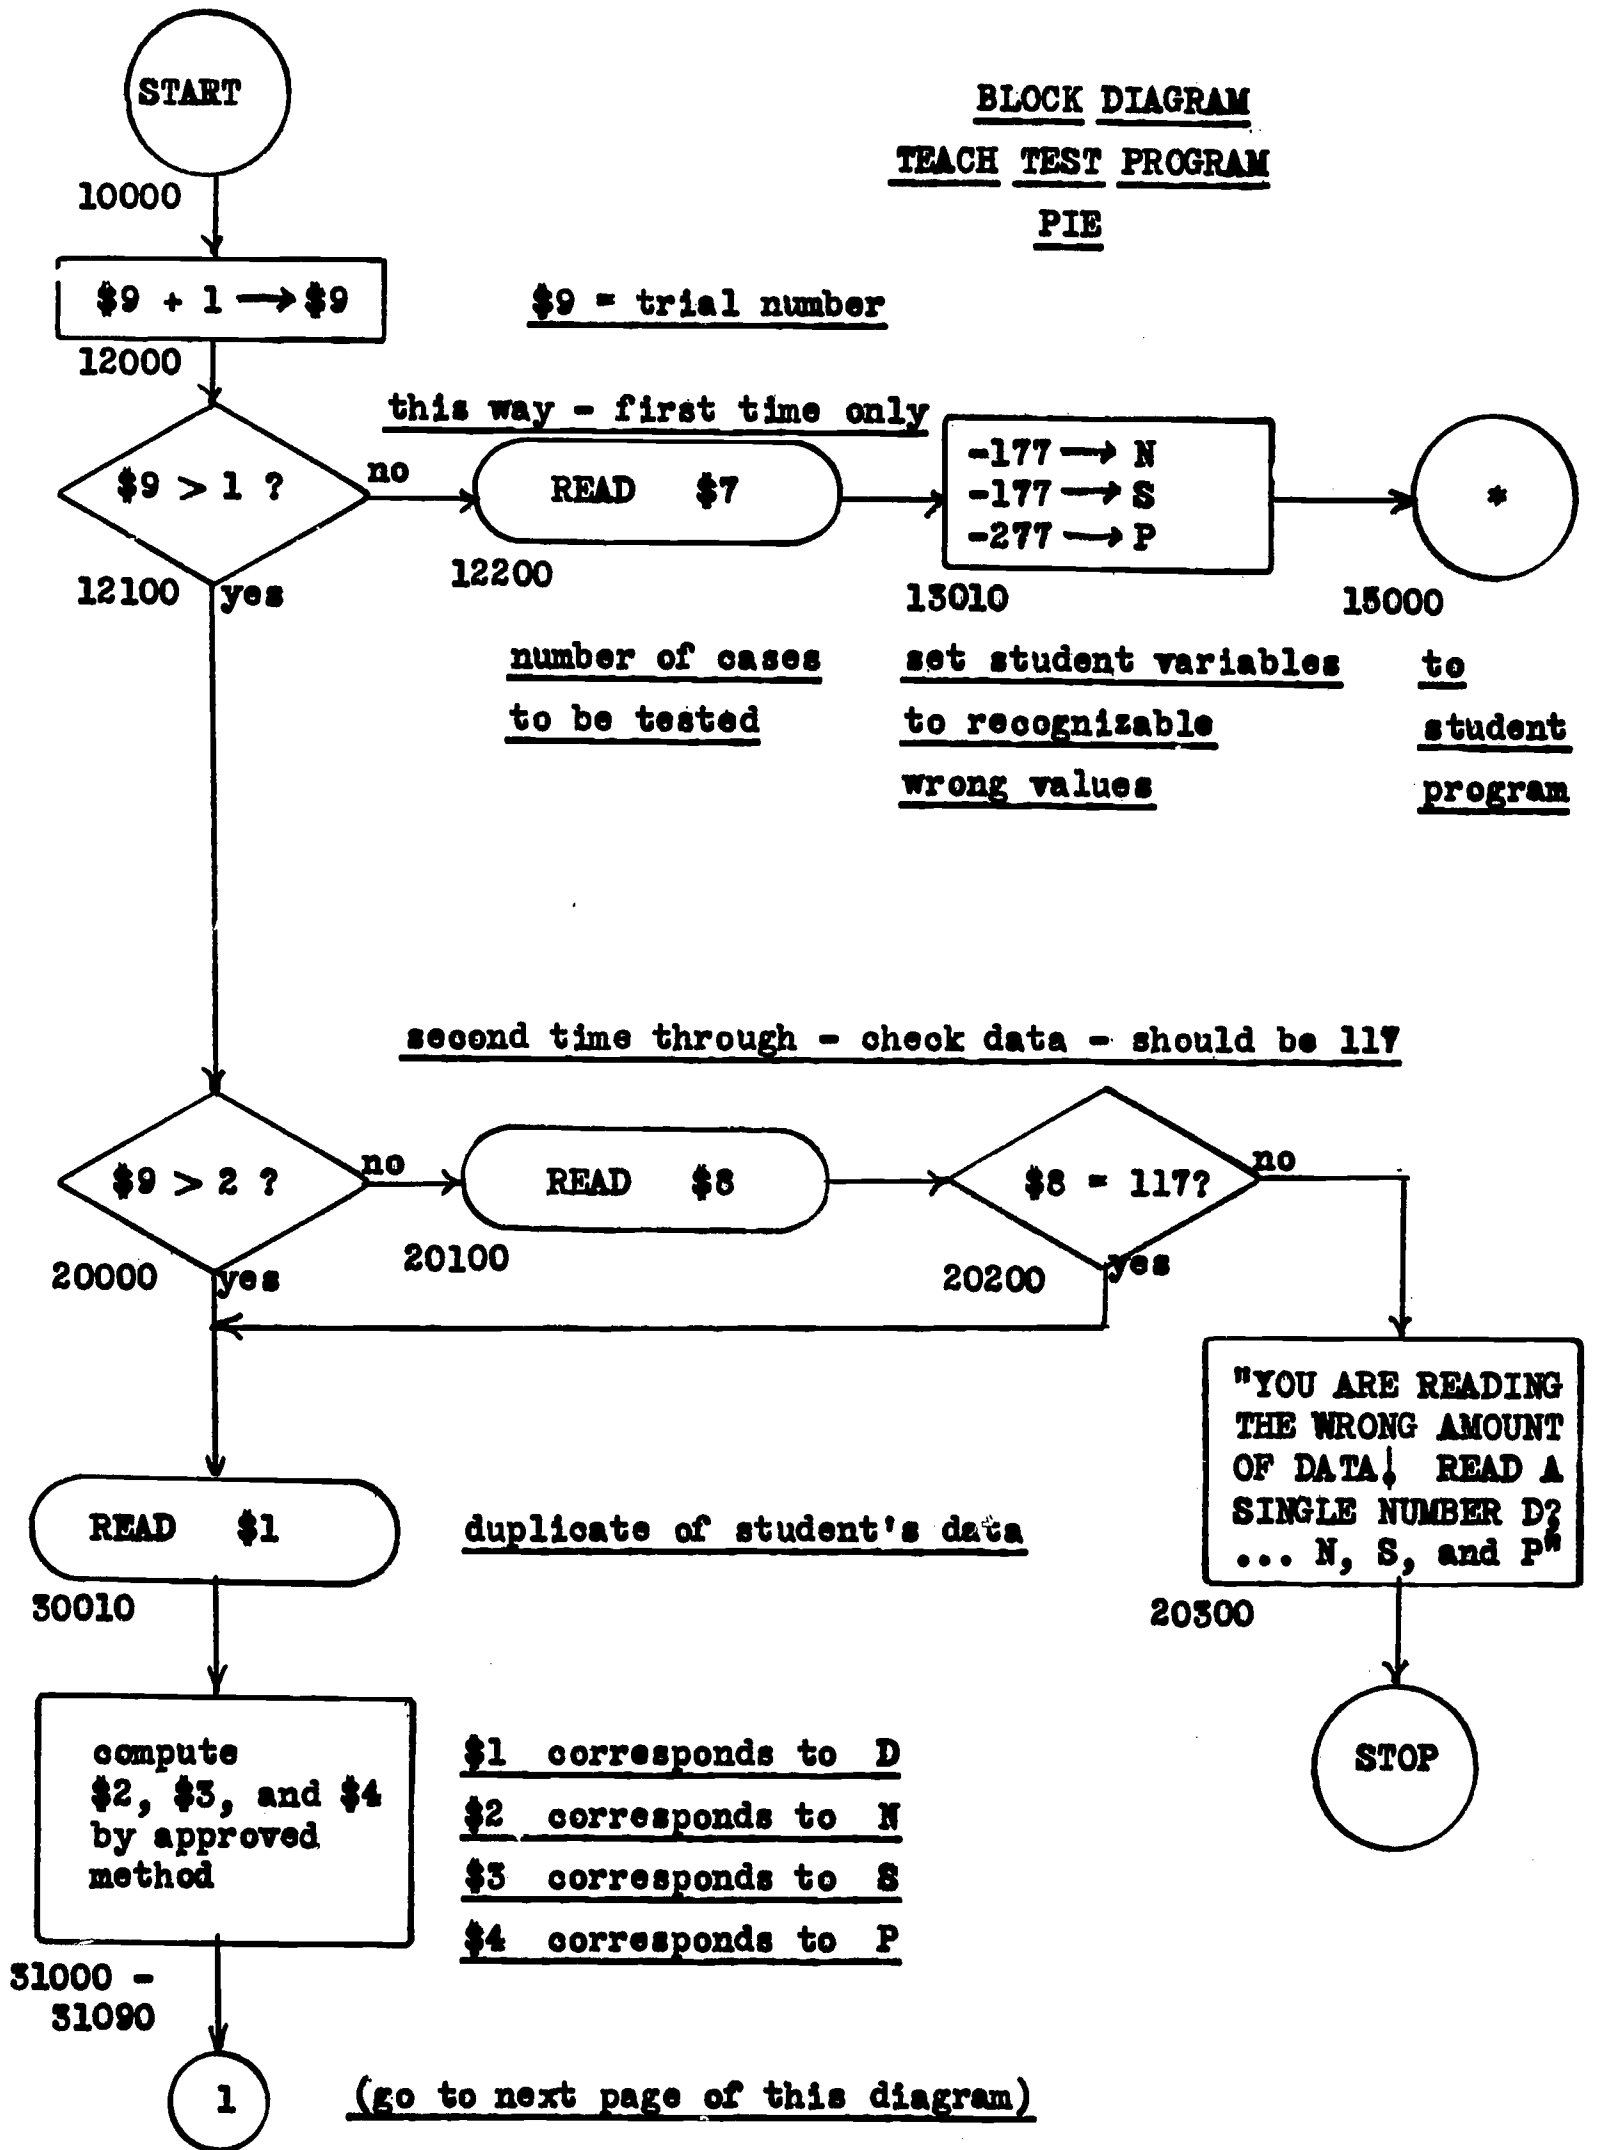 START
BLOCK DIAGRAM
TEACH TEST PROGRAM
PIE
10000
$9 + 1 → $9
$9 = trial number
12000
this way - first time only
$9 > 1 ?
no
READ $7
-177 → N
-177 → S
-277 → P
*
12100
yes
12200
13010
15000
number of cases
to be tested
set student variables
to recognizable
wrong values
to
student
program
second time through - check data - should be 117
$9 > 2 ?
no
READ $8
$8 = 117?
no
20000
yes
20100
20200
yes
"YOU ARE READING
THE WRONG AMOUNT
OF DATA! READ A
SINGLE NUMBER D?
... N, S, and P"
READ $1
duplicate of student's data
30010
20300
compute
$2, $3, and $4
by approved
method
$1 corresponds to D
$2 corresponds to N
$3 corresponds to S
$4 corresponds to P
STOP
31000 -
31090
1
(go to next page of this diagram)